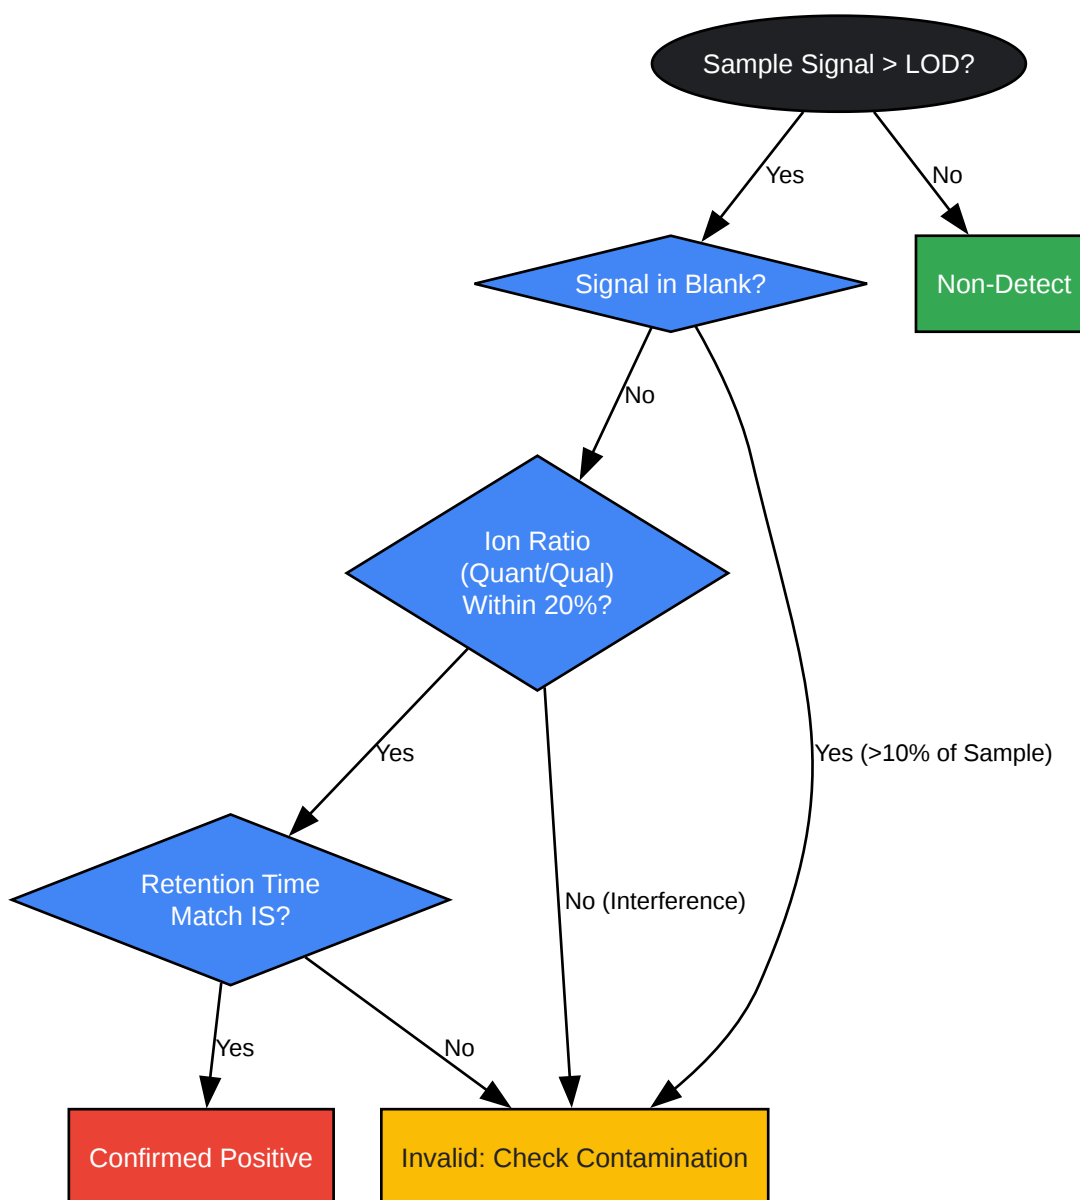 Sample Signal > LOD?
Yes
No
Signal in Blank?
Non-Detect
No
Ion Ratio
(Quant/Qual)
Within 20%?
Yes
Yes (>10% of Sample)
Retention Time
Match IS?
No (Interference)
Yes
No
Confirmed Positive
Invalid: Check Contamination